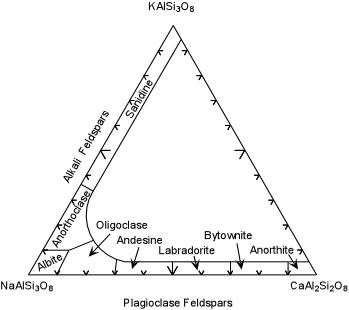 KAlSi3O8
Alkali Feldspars
Sanidine
Anorthoclase
Albite
Oligoclase
Andesine
Labradorite
Bytownite
Anorthite
NaAlSi3O8
CaAl2Si2O8
Plagioclase Feldspars